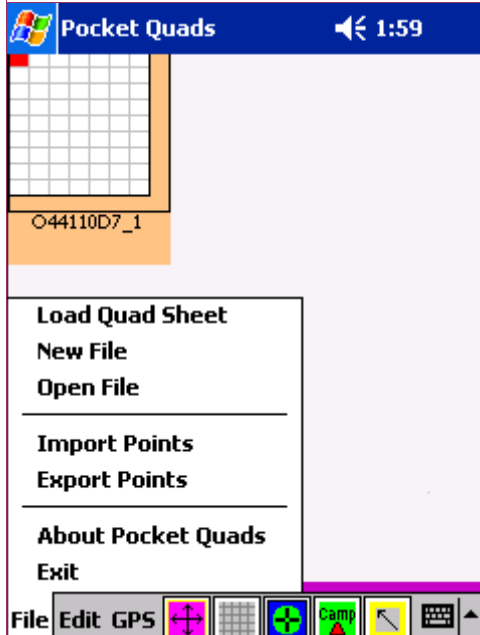 Pocket Quads 1:59
O44110D7_1
Load Quad Sheet
New File
Open File
Import Points
Export Points
About Pocket Quads
Exit
File Edit GPS Camp